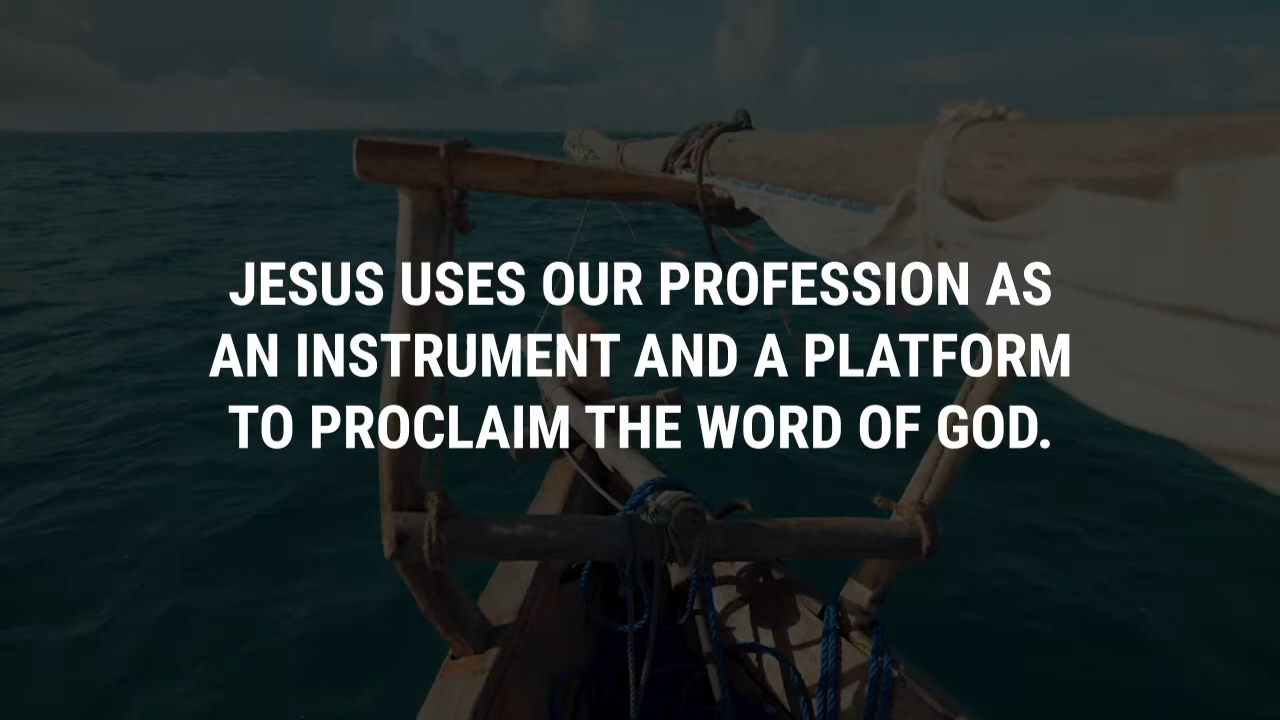 JESUS USES OUR PROFESSION AS
AN INSTRUMENT AND A PLATFORM
TO PROCLAIM THE WORD OF GOD.